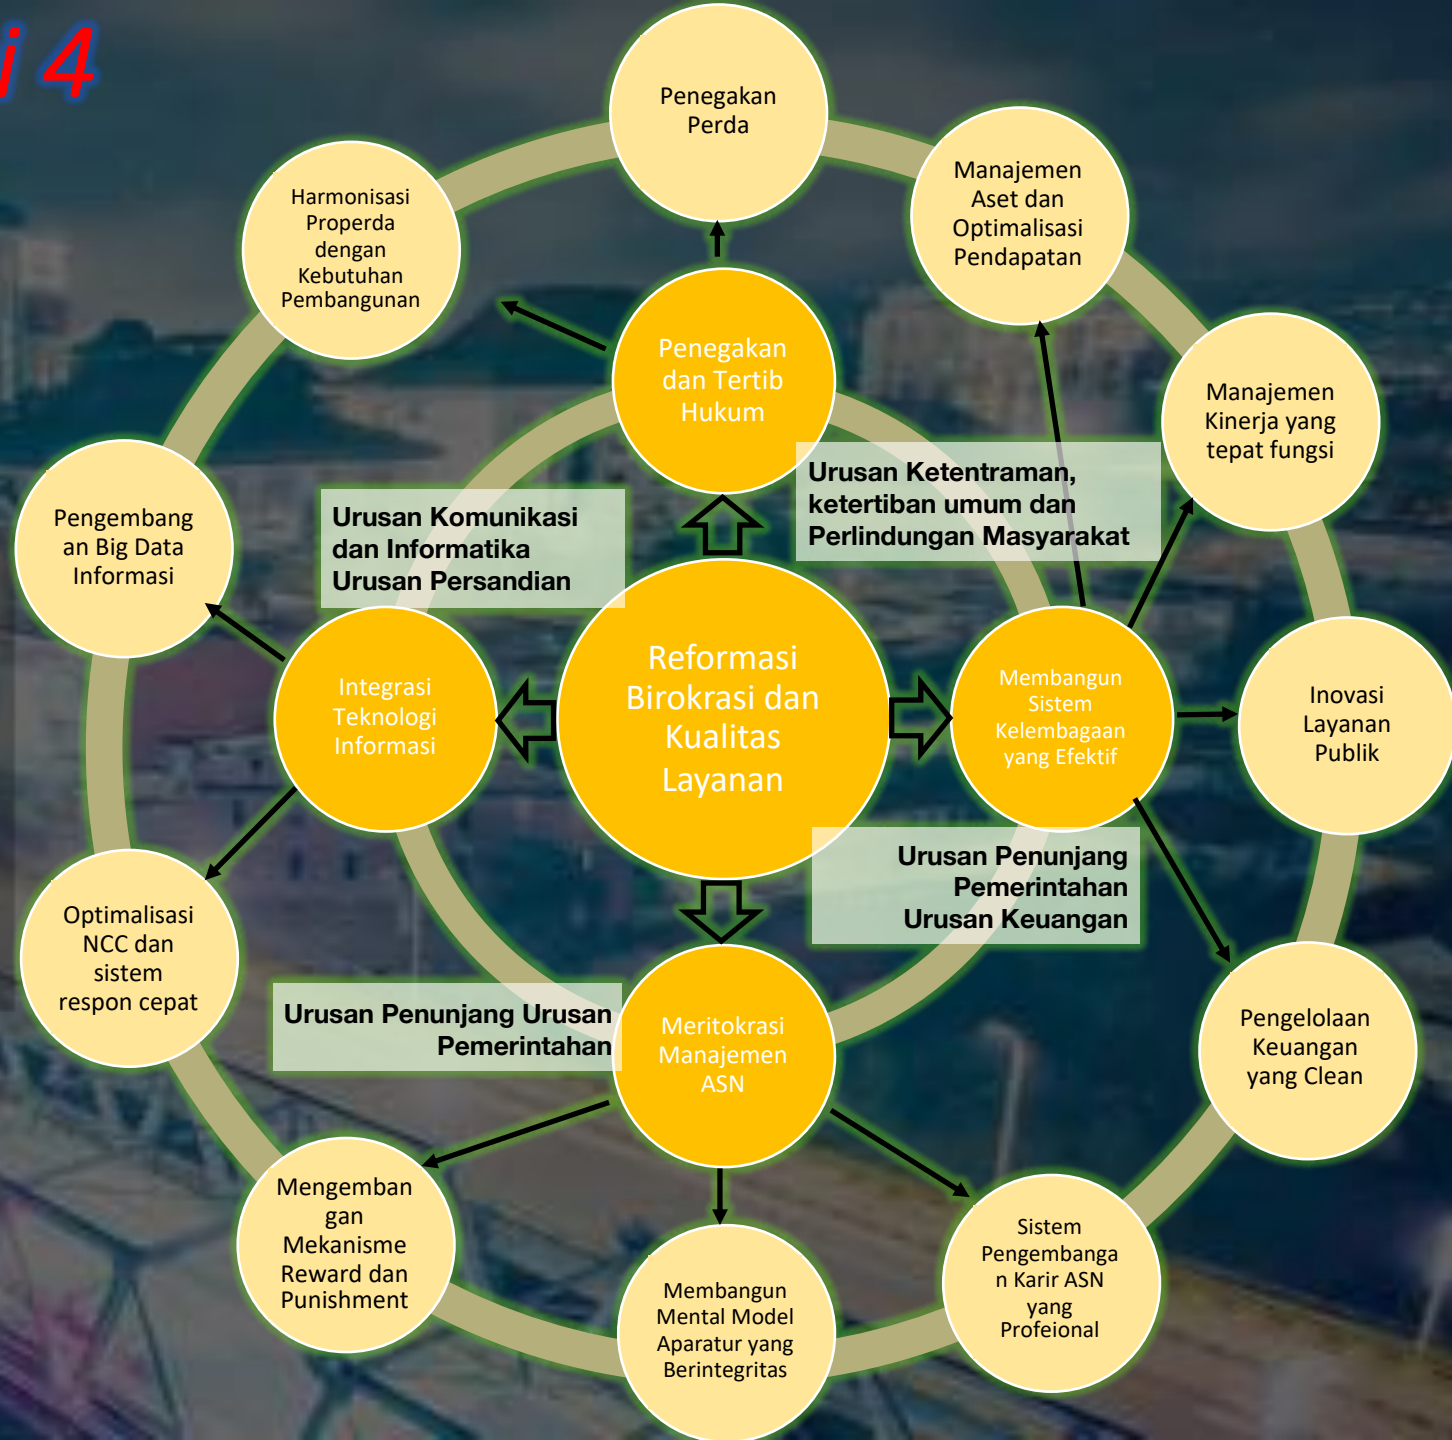 i 4
Penegakan
Perda
Manajemen
Aset dan
Optimalisasi
Pendapatan
Harmonisasi
Properda
dengan
Kebutuhan
Pembangunan
Penegakan
dan Tertib
Hukum
Manajemen
Kinerja yang
tepat fungsi
Urusan Ketentraman,
ketertiban umum dan
Perlindungan Masyarakat
Urusan Komunikasi
dan Informatika
Urusan Persandian
Pengembang
an Big Data
Informasi
Reformasi
Birokrasi dan
Kualitas
Layanan
Integrasi
Teknologi
Informasi
Membangun
Sistem
Kelembagaan
yang Efektif
Inovasi
Layanan
Publik
Urusan Penunjang
Pemerintahan
Urusan Keuangan
Optimalisasi
NCC dan
sistem
respon cepat
Urusan Penunjang Urusan
Pemerintahan
Meritokrasi
Manajemen
ASN
Pengelolaan
Keuangan
yang Clean
Mengemban
gan
Mekanisme
Reward dan
Punishment
Membangun
Mental Model
Aparatur yang
Berintegritas
Sistem
Pengembanga
n Karir ASN
yang
Profeional